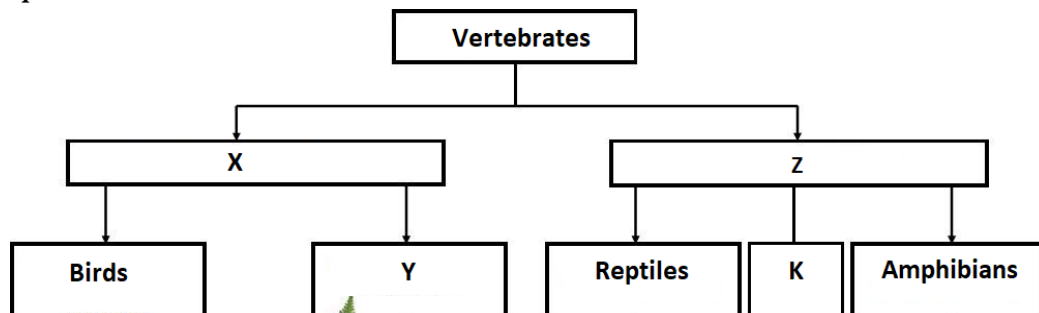 Vertebrates
X
Z
Birds
Y
Reptiles
K
Amphibians